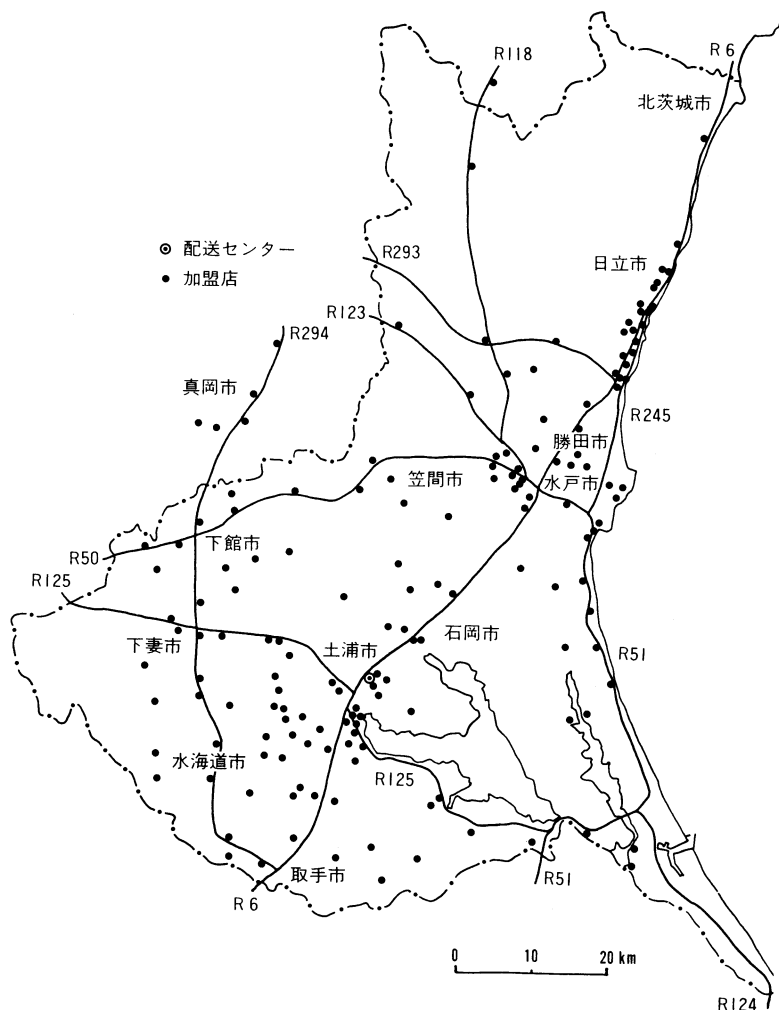 R118
R6
北茨城市
◉ 配送センター
● 加盟店
R293
日立市
R123
R294
真岡市
R245
勝田市
笠間市
水戸市
下館市
R50
R125
下妻市
土浦市
石岡市
R51
水海道市
R125
取手市
R6
R51
0 10 20 km
R124